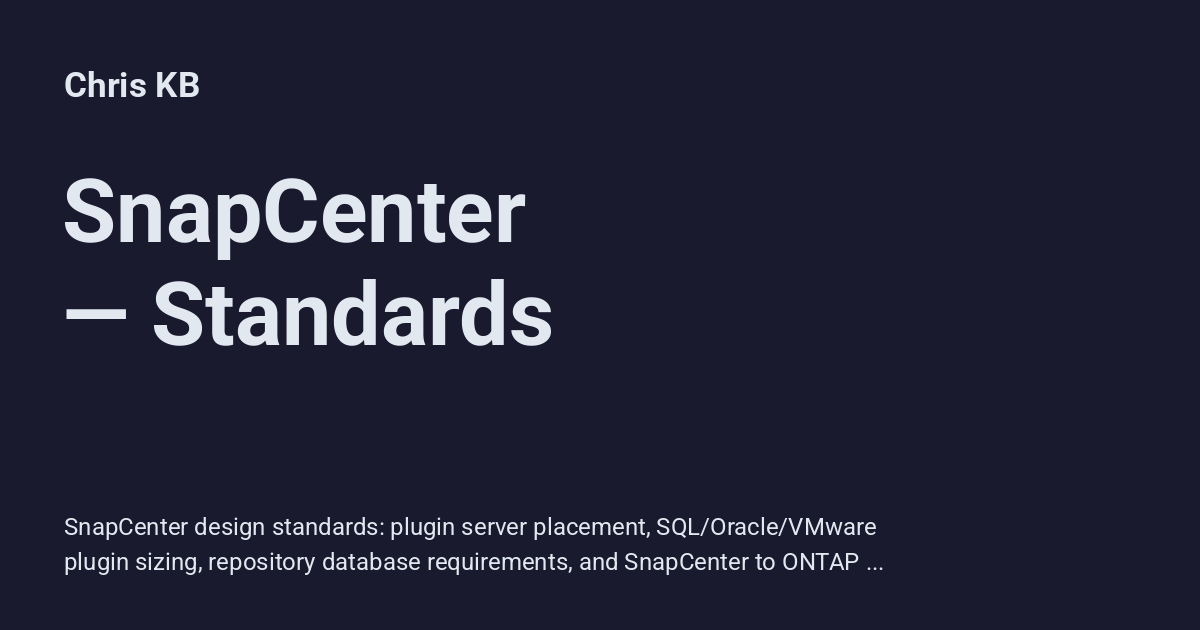 Chris KB
SnapCenter
— Standards
SnapCenter design standards: plugin server placement, SQL/Oracle/VMware
plugin sizing, repository database requirements, and SnapCenter to ONTAP ...